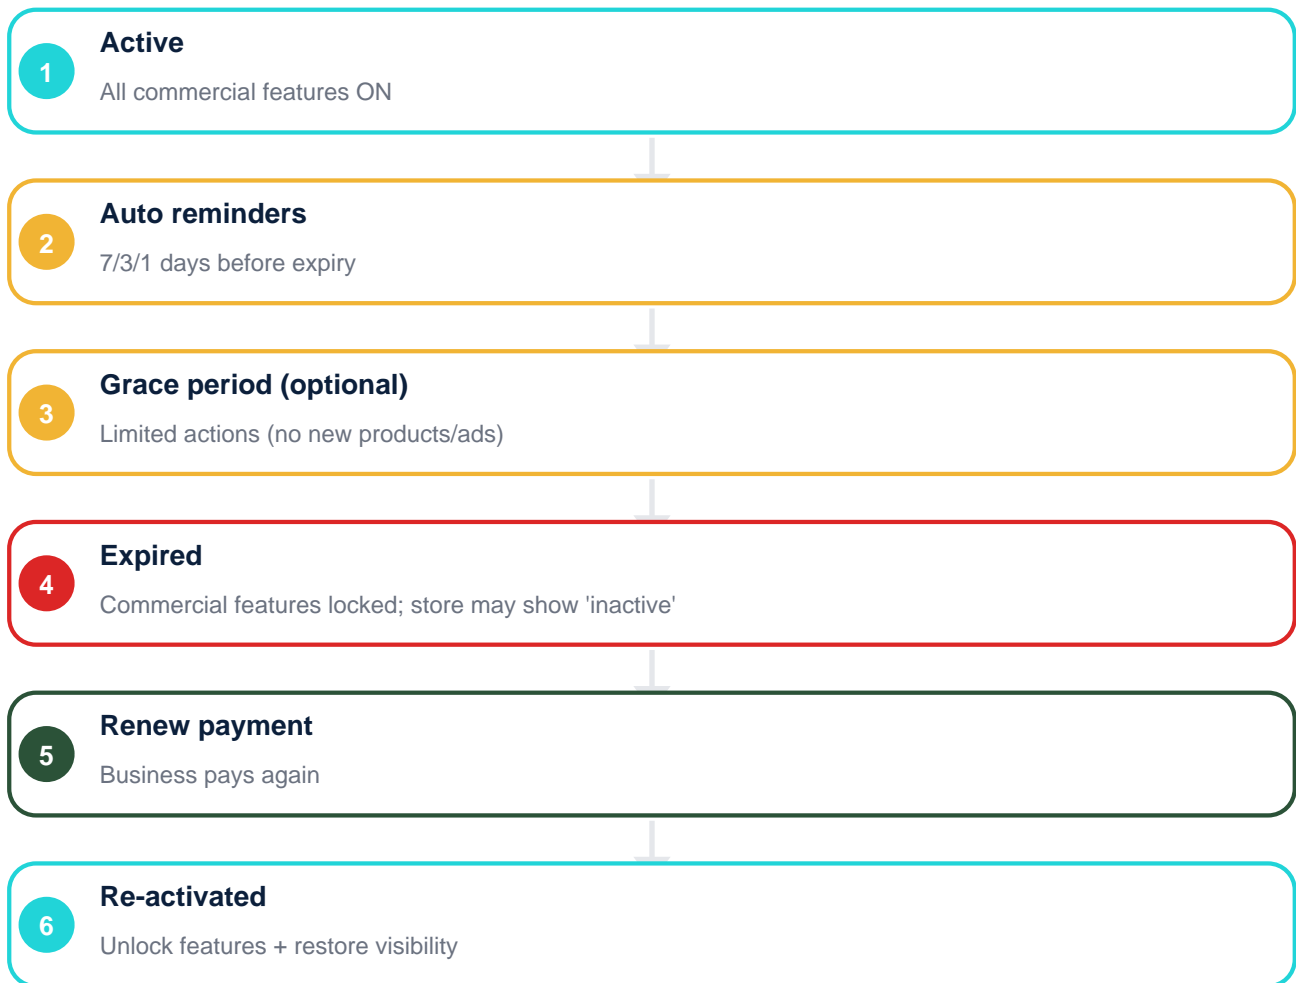 Active
1
All commercial features ON
Auto reminders
2
7/3/1 days before expiry
Grace period (optional)
3
Limited actions (no new products/ads)
Expired
4
Commercial features locked; store may show 'inactive'
Renew payment
5
Business pays again
Re-activated
6
Unlock features + restore visibility